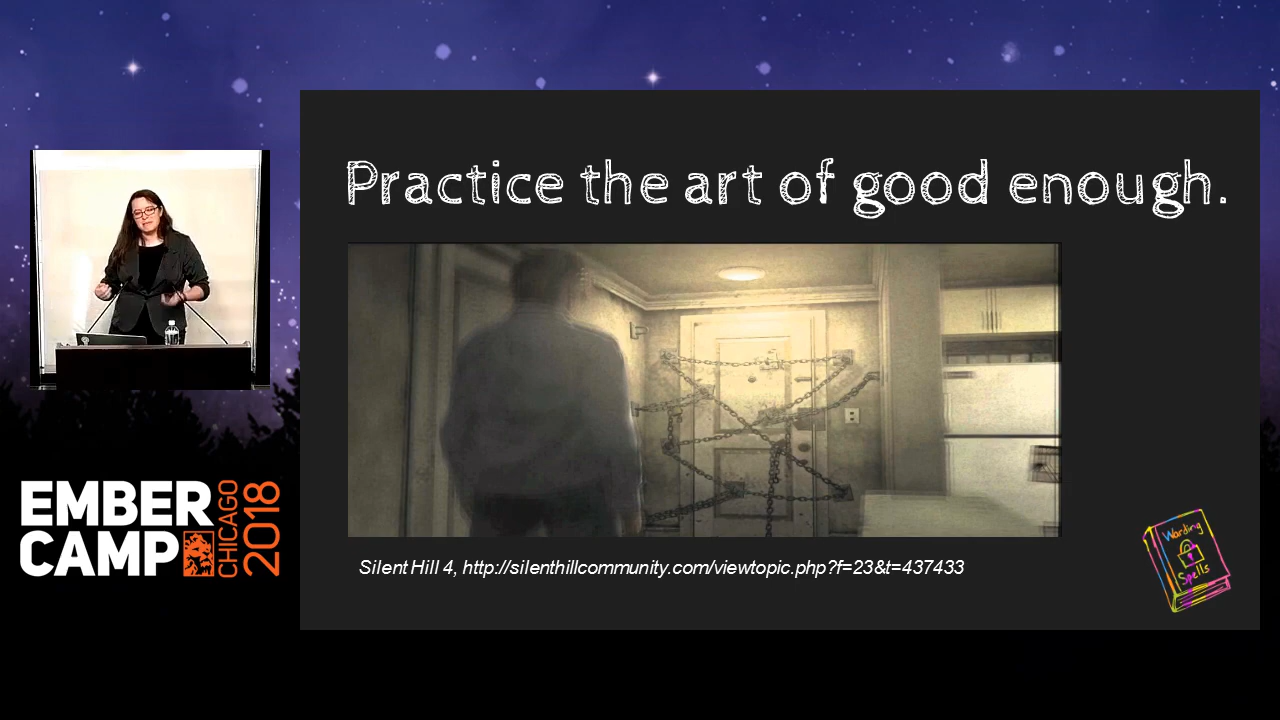 Practice the art of good enough.
Silent Hill 4, http://silenthillcommunity.com/viewtopic.php?f=23&t=437433
Warding
Spells
EMBER
CAMP
CHICAGO
2018